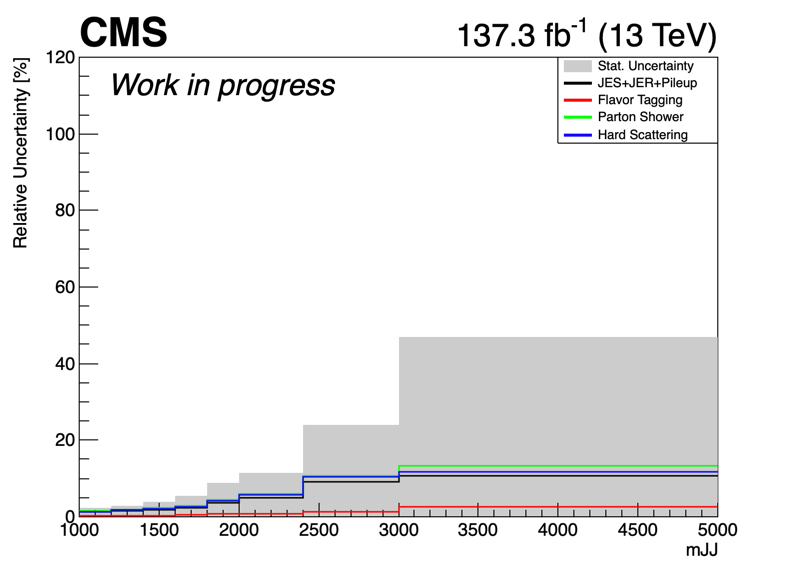 CMS
137.3 fb-1 (13 TeV)
Work in progress
Stat. Uncertainty
JES+JER+Pileup
Flavor Tagging
Parton Shower
Hard Scattering
Relative Uncertainty [%]
120
100
80
60
40
20
0
1000 1500 2000 2500 3000 3500 4000 4500 5000
mJJ